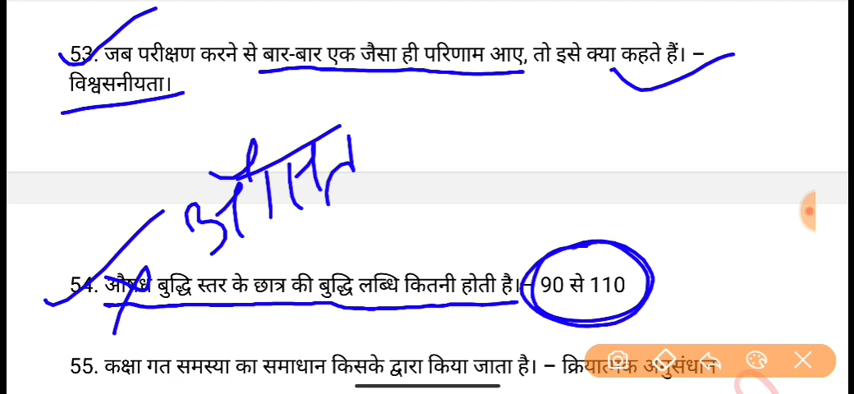 53. जब परीक्षण करने से बार-बार एक जैसा ही परिणाम आए, तो इसे क्या कहते हैं। –
विश्वसनीयता।
औसत
54. औषध बुद्धि स्तर के छात्र की बुद्धि लब्धि कितनी होती है।– 90 से 110
55. कक्षा गत समस्या का समाधान किसके द्वारा किया जाता है। – क्रियात्मक अनुसंधान